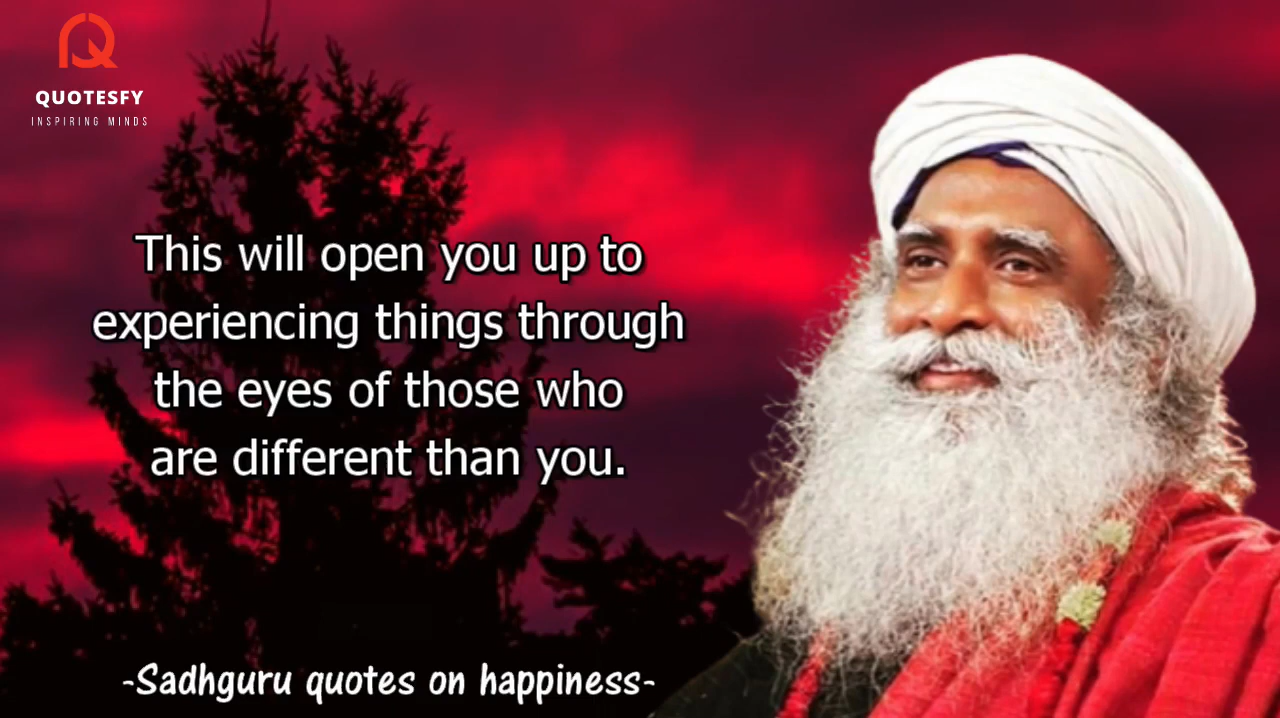 QUOTESFY
INSPIRING MINDS
This will open you up to
experiencing things through
the eyes of those who
are different than you.
-Sadhguru quotes on happiness-